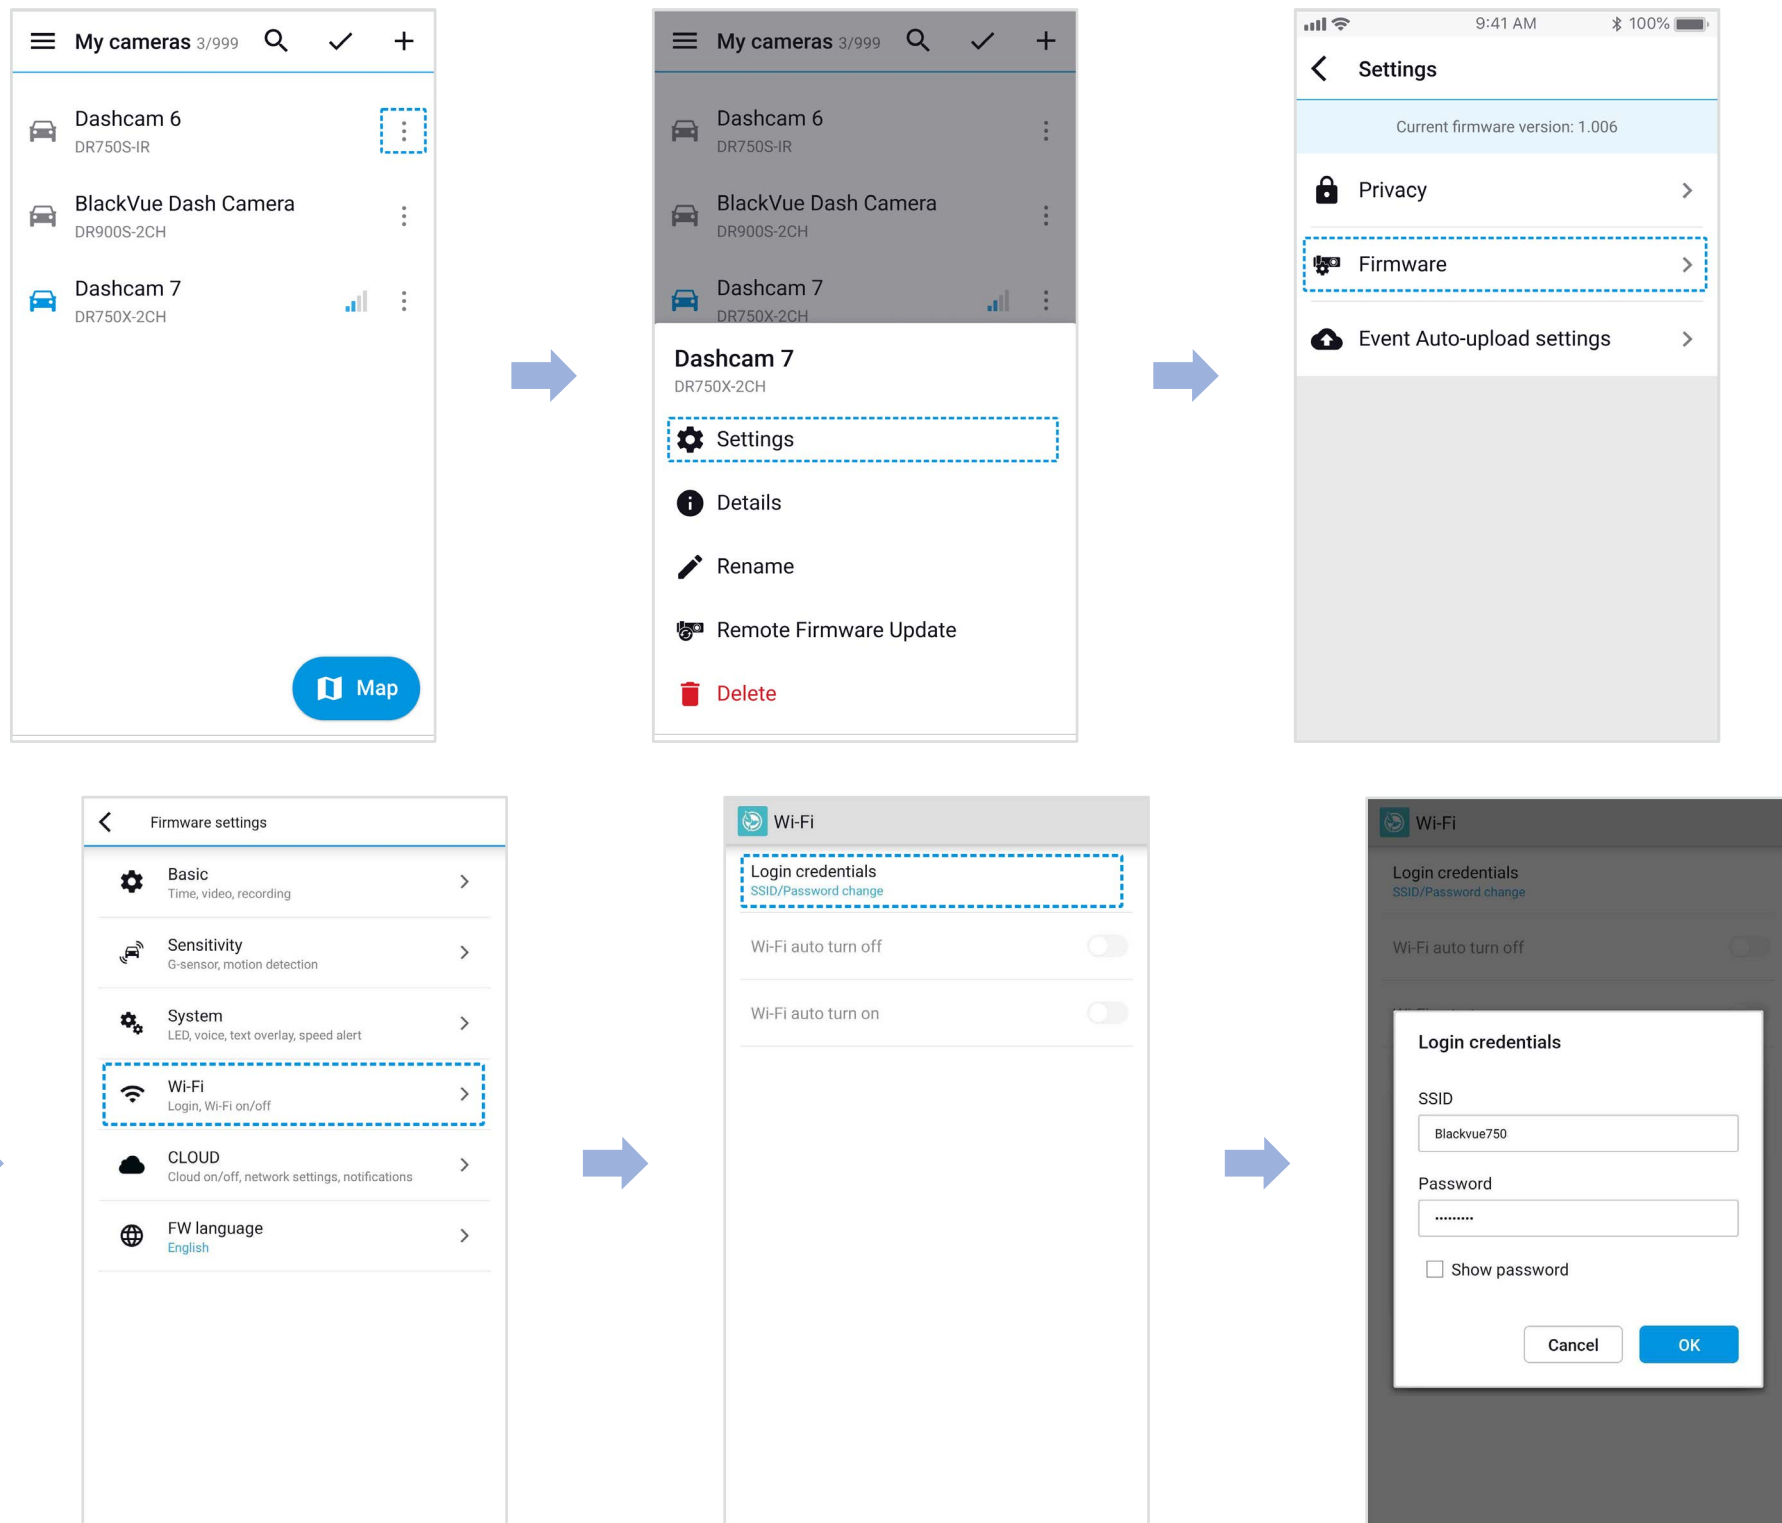 My cameras 3/999
Dashcam 6
DR750S-IR
BlackVue Dash Camera
DR900S-2CH
Dashcam 7
DR750X-2CH
Map
My cameras 3/999
Dashcam 6
DR750S-IR
BlackVue Dash Camera
DR900S-2CH
Dashcam 7
DR750X-2CH
Dashcam 7
DR750X-2CH
Settings
Details
Rename
Remote Firmware Update
Delete
9:41 AM 100%
Settings
Current firmware version: 1.006
Privacy
Firmware
Event Auto-upload settings
Firmware settings
Basic
Time, video, recording
Sensitivity
G-sensor, motion detection
System
LED, voice, text overlay, speed alert
Wi-Fi
Login, Wi-Fi on/off
CLOUD
Cloud on/off, network settings, notifications
FW language
English
Wi-Fi
Login credentials
SSID/Password change
Wi-Fi auto turn off
Wi-Fi auto turn on
Wi-Fi
Login credentials
SSID/Password change
Wi-Fi auto turn off
Login credentials
SSID
Blackvue750
Password
•••••••••
Show password
Cancel OK